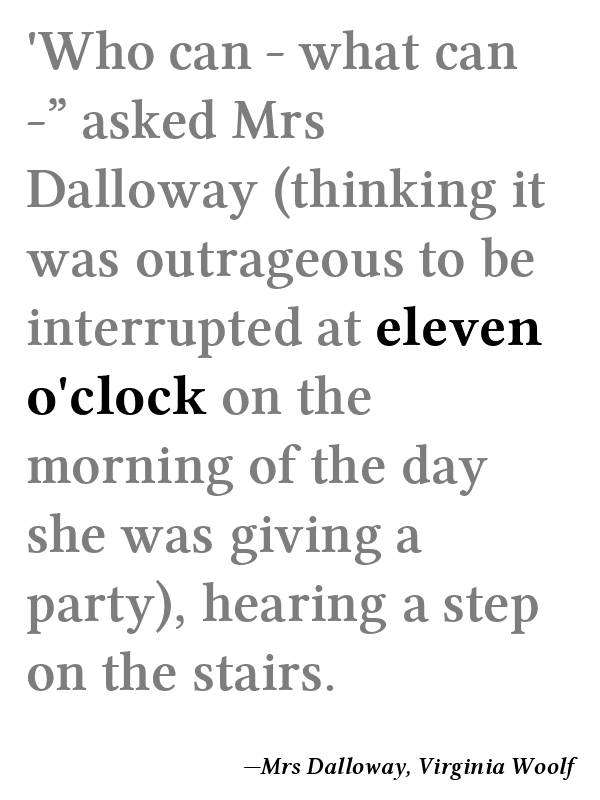 'Who can - what can
-” asked Mrs
Dalloway (thinking it
was outrageous to be
interrupted at eleven
o'clock on the
morning of the day
she was giving a
party), hearing a step
on the stairs.
—Mrs Dalloway, Virginia Woolf